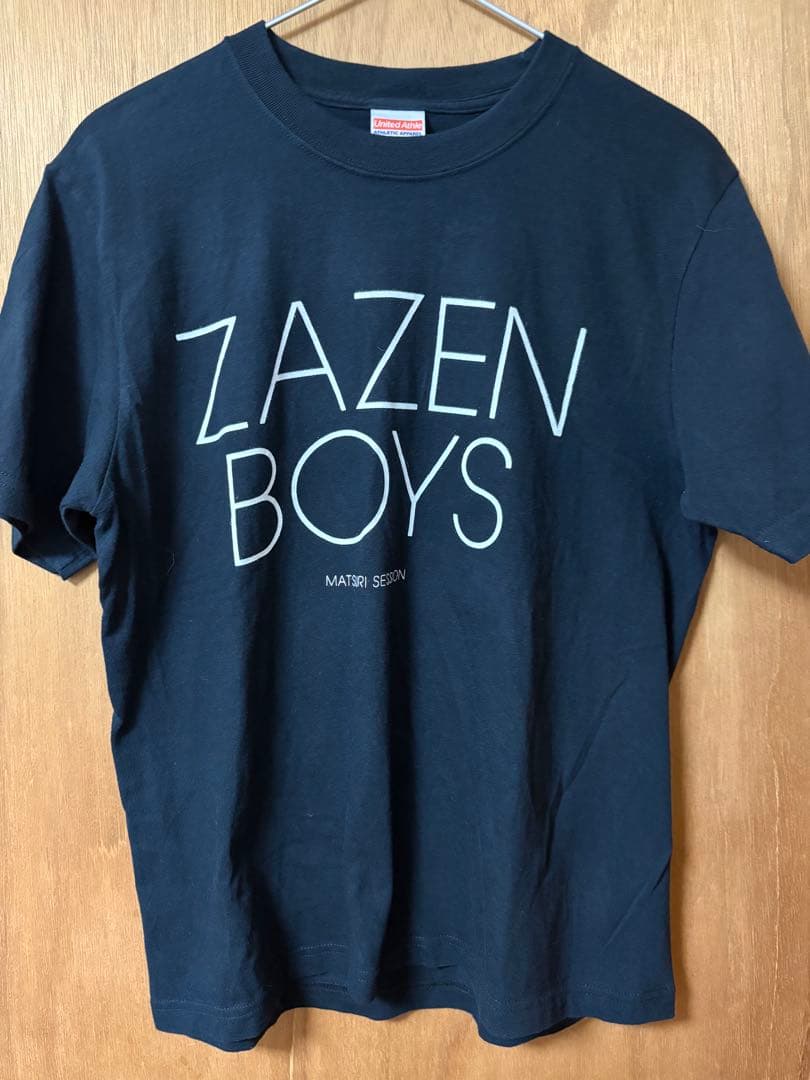 United Athle
ATHLETIC APPAREL
ZAZEN
BOYS
MATSURI SESSION